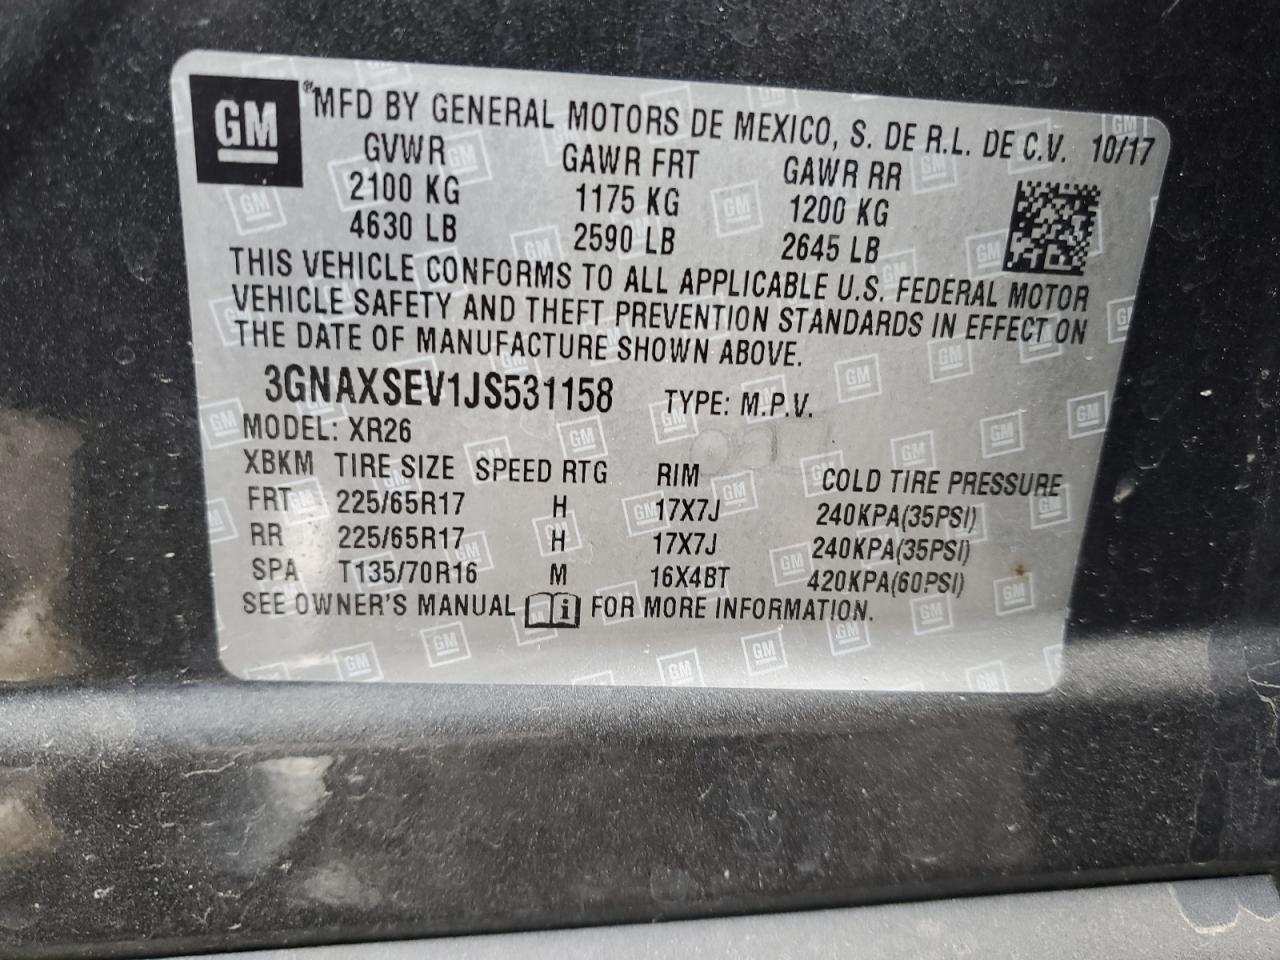 GM
®MFD BY GENERAL MOTORS DE MEXICO, S. DE R.L. DE C.V. 10/17
GVWR GAWR FRT GAWR RR
2100 KG 1175 KG 1200 KG
4630 LB 2590 LB 2645 LB
THIS VEHICLE CONFORMS TO ALL APPLICABLE U.S. FEDERAL MOTOR
VEHICLE SAFETY AND THEFT PREVENTION STANDARDS IN EFFECT ON
THE DATE OF MANUFACTURE SHOWN ABOVE.
3GNAXSEV1JS531158 TYPE: M.P.V.
MODEL: XR26
XBKM TIRE SIZE SPEED RTG RIM COLD TIRE PRESSURE
FRT 225/65R17 H 17X7J 240KPA(35PSI)
RR 225/65R17 H 17X7J 240KPA(35PSI)
SPA T135/70R16 M 16X4BT 420KPA(60PSI)
SEE OWNER'S MANUAL i FOR MORE INFORMATION.